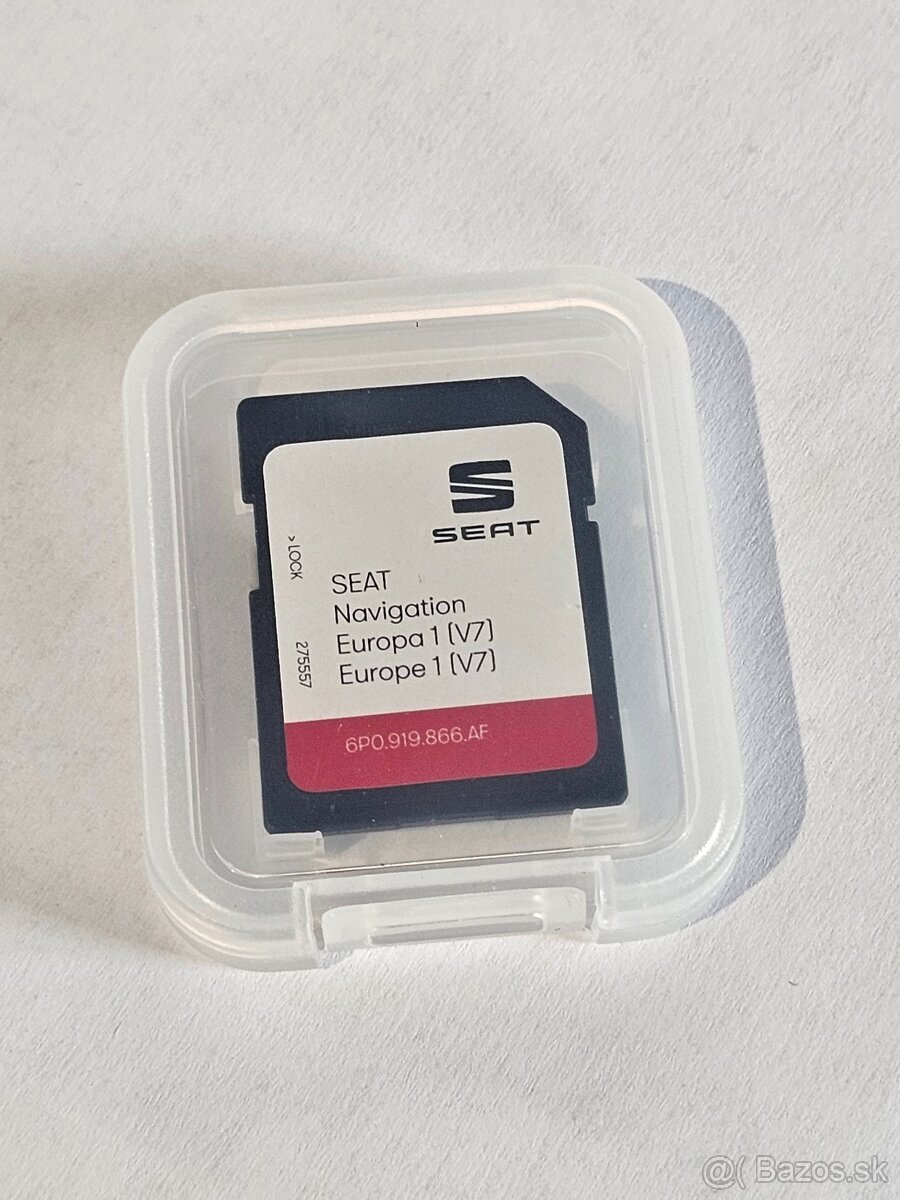 SEAT
> LOCK
SEAT
Navigation
Europa 1 (V7)
Europe 1 (V7)
275557
6P0.919.866.AF
@( Bazos.sk